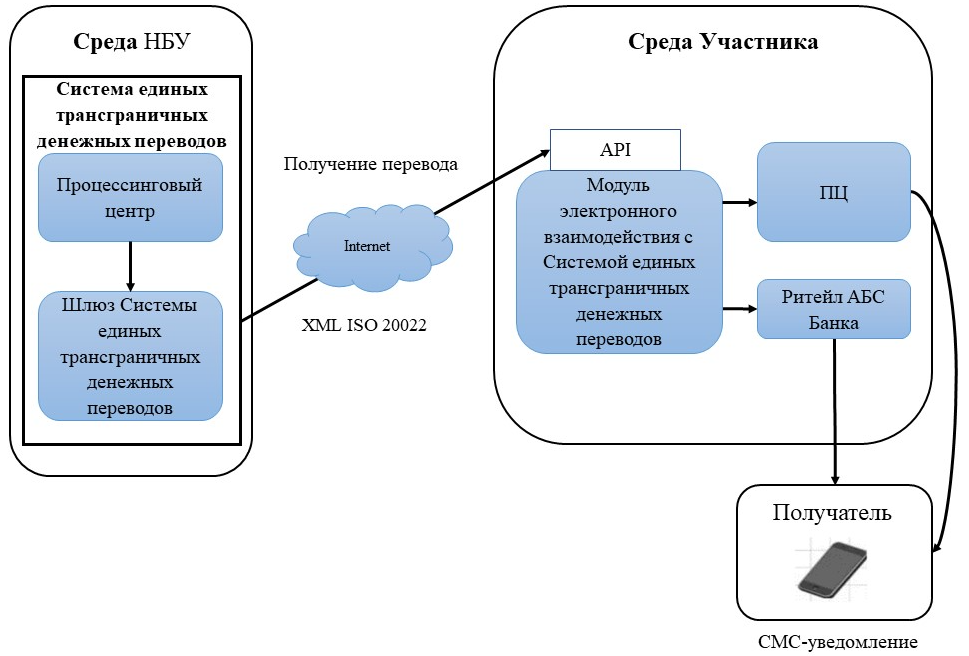 Среда НБУ
Система единых
трансграничных
денежных переводов
Процессинговый
центр
Шлюз Системы
единых
трансграничных
денежных
переводов
Получение перевода
Internet
XML ISO 20022
Среда Участника
API
Модуль
электронного
взаимодействия с
Системой единых
трансграничных
денежных
переводов
ПЦ
Ритейл АБС
Банка
Получатель
СМС-уведомление